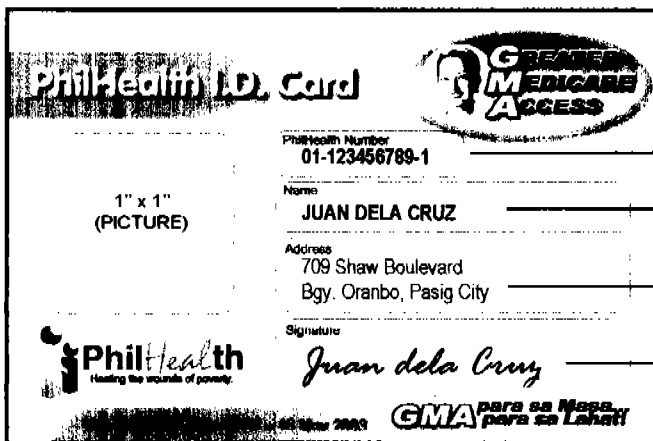 PhilHealth I.D. Card
GREATER
MEDICARE
ACCESS
1" x 1"
(PICTURE)
PhilHealth Number
01-123456789-1
Name
JUAN DELA CRUZ
Address
709 Shaw Boulevard
Bgy. Oranbo, Pasig City
Signature
Juan dela Cruz
PhilHealth
Healing the wounds of poverty.
2003
GMA para sa Masa...
para sa Lahat!